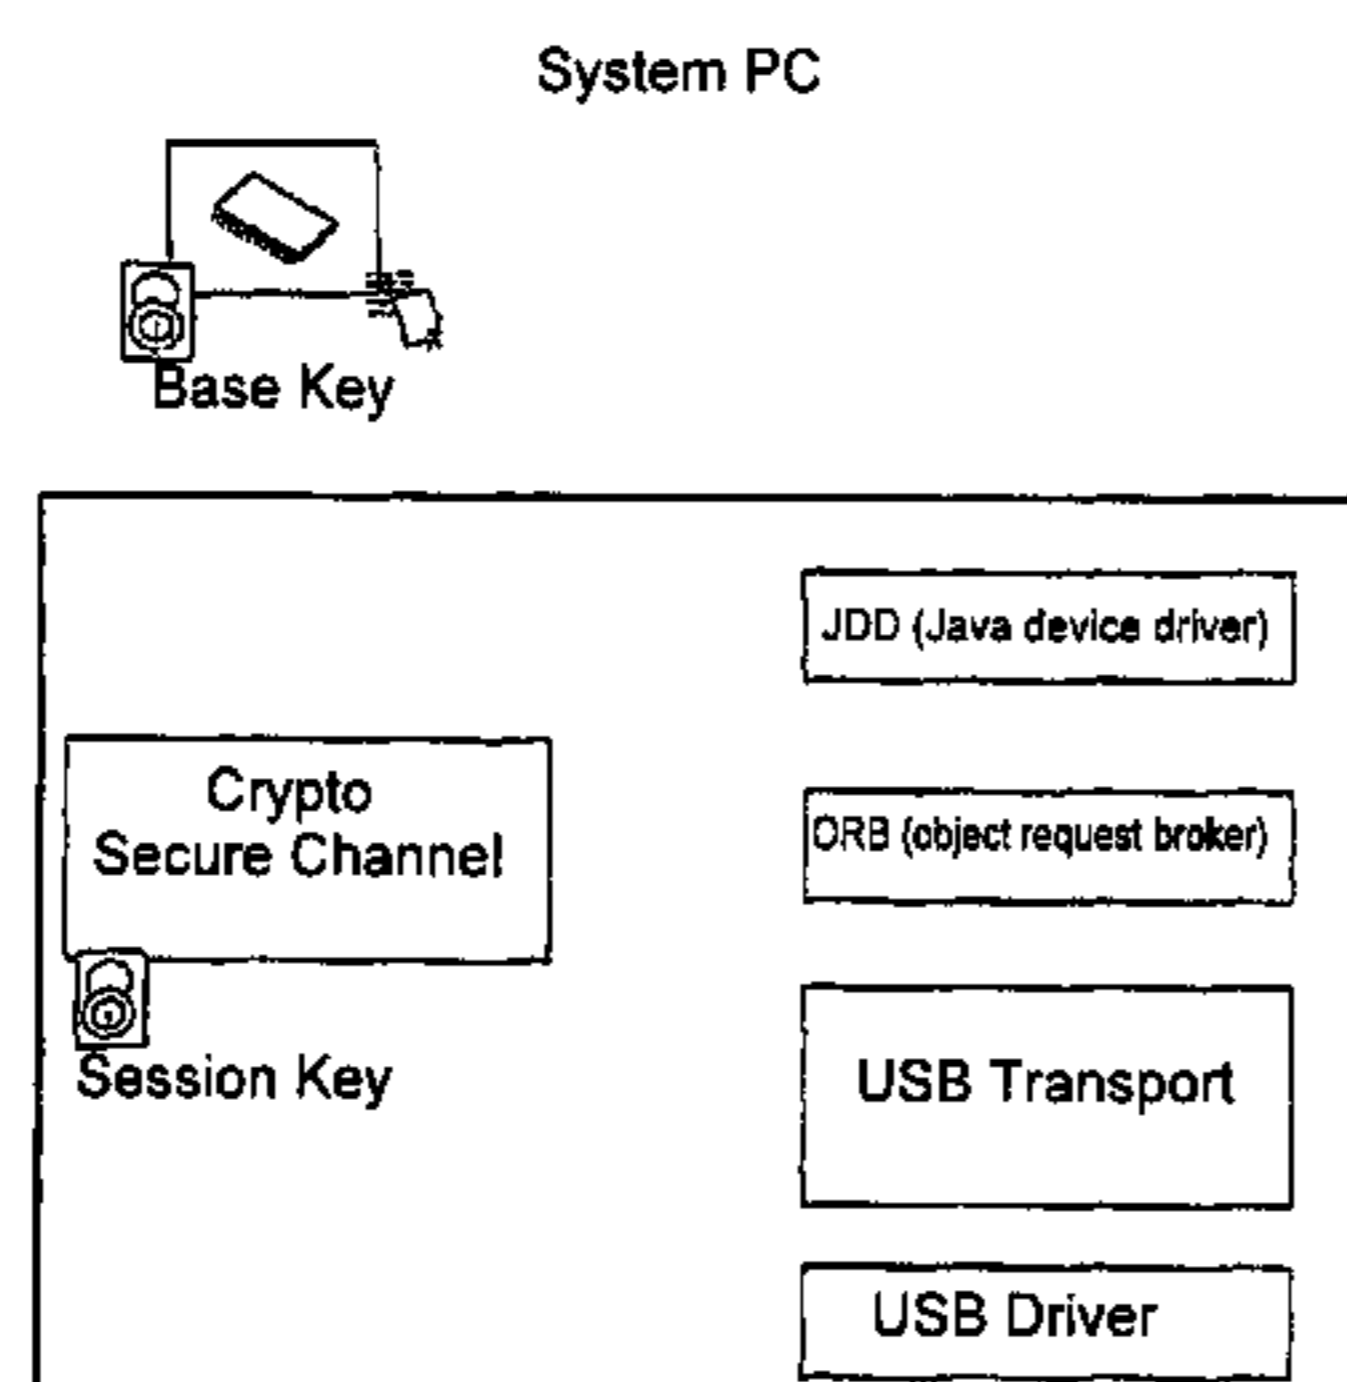 System PC
Base Key
JDD (Java device driver)
Crypto
Secure Channel
ORB (object request broker)
Session Key
USB Transport
USB Driver